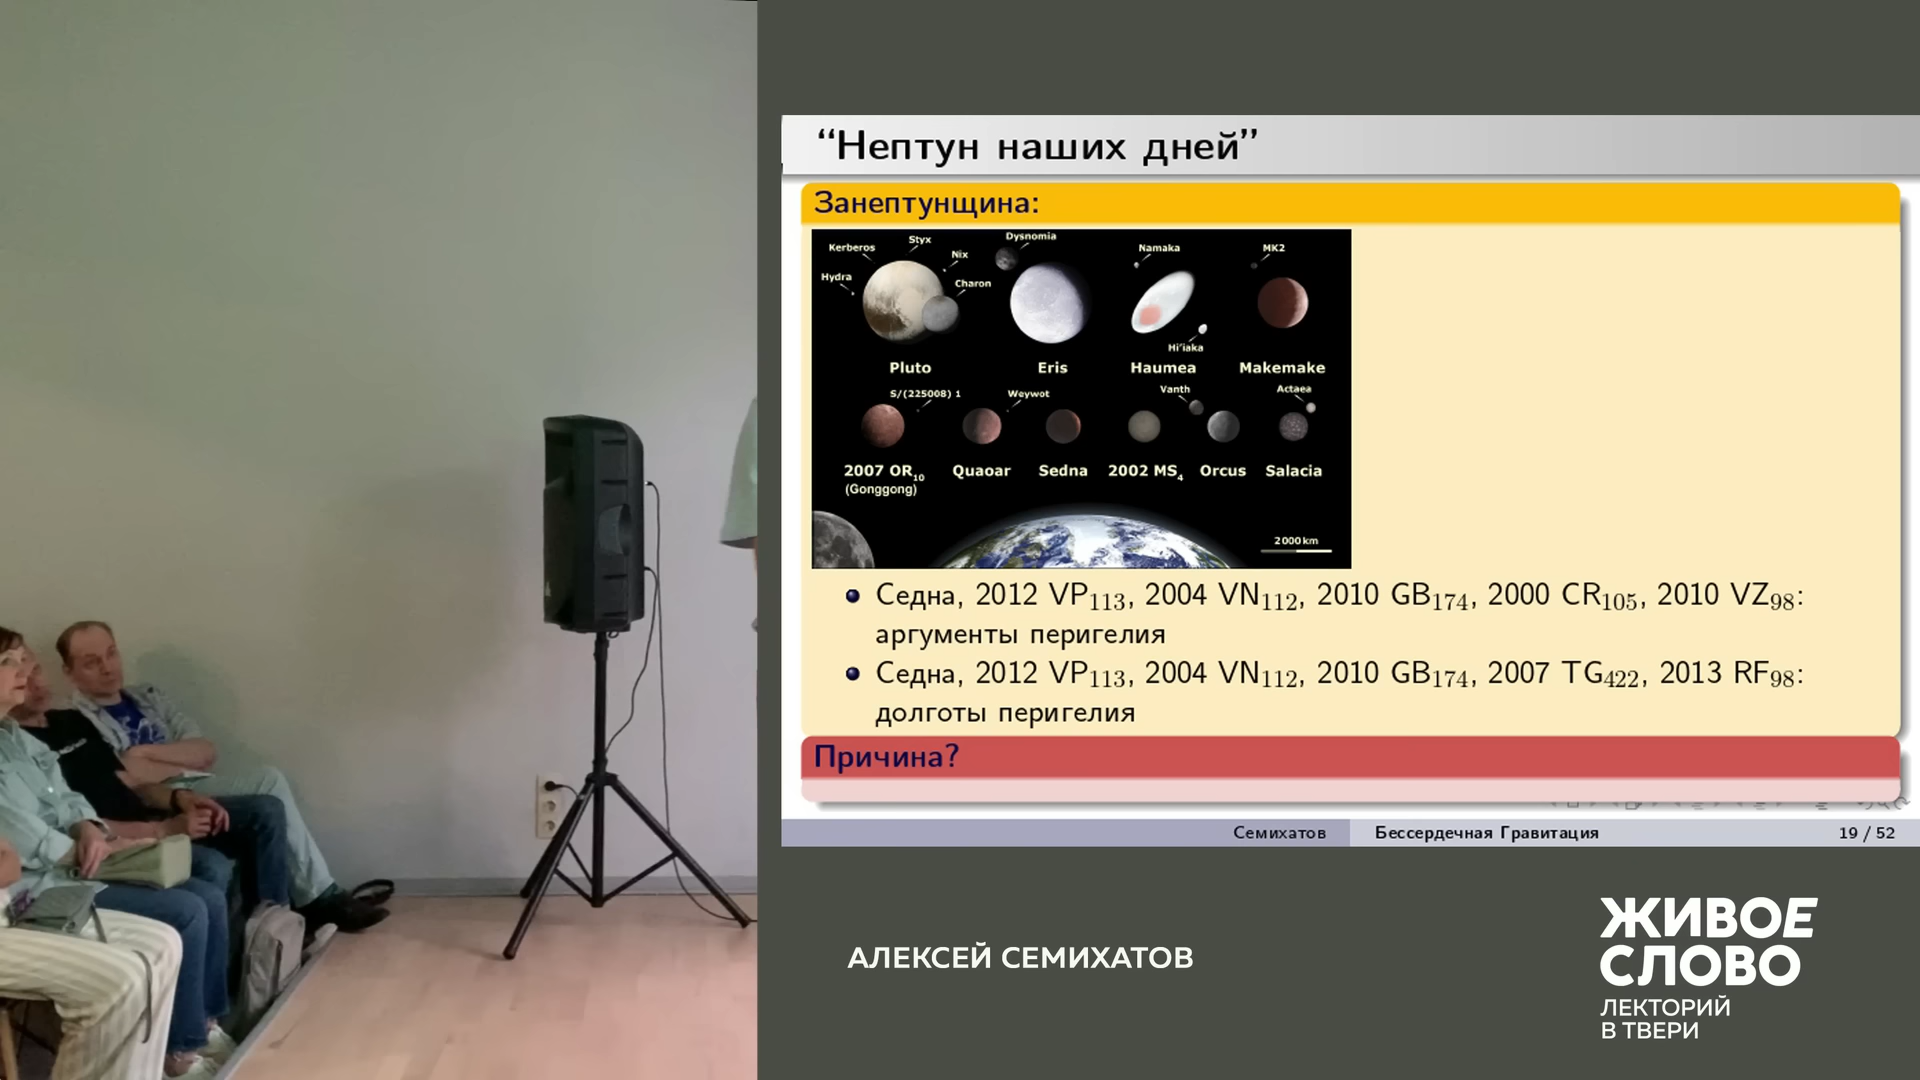 “Нептун наших дней”
Занептунщина:
Kerberos
Styx
Nix
Hydra
Charon
Dysnomia
Namaka
Hi'iaka
MK2
Pluto
Eris
Haumea
Makemake
S/(225008) 1
Weywot
Vanth
Actaea
2007 OR10
(Gonggong)
Quaoar
Sedna
2002 MS4
Orcus
Salacia
2000 km
Седна, 2012 VP113, 2004 VN112, 2010 GB174, 2000 CR105, 2010 VZ98:
аргументы перигелия
Седна, 2012 VP113, 2004 VN112, 2010 GB174, 2007 TG422, 2013 RF98:
долготы перигелия
Причина?
Семихатов
Бессердечная Гравитация
19 / 52
АЛЕКСЕЙ СЕМИХАТОВ
ЖИВОЕ
СЛОВО
ЛЕКТОРИЙ
В ТВЕРИ